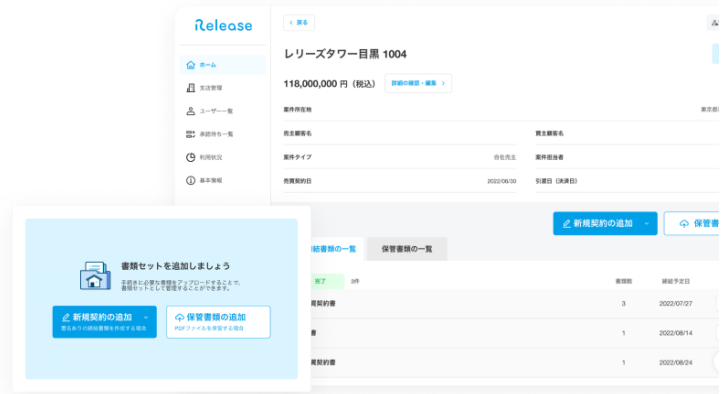 Release
戻る
レリーズタワー目黒 1004
118,000,000 円（税込）
詳細の確認・編集
案件所在地
東京都
売主顧客名
買主顧客名
案件タイプ
自社売主
案件担当者
売買契約日
2022/06/30
引渡日（決済日）
ホーム
支店管理
ユーザー一覧
承認待ち一覧
利用状況
基本情報
新規契約の追加
保管書
結書類の一覧
保管書類の一覧
完了
3件
書類数
締結予定日
買契約書
3
2022/07/27
書
1
2022/08/14
買契約書
1
2022/08/24
書類セットを追加しましょう
手続きに必要な書類をアップロードすることで、
書類セットとして管理することができます。
新規契約の追加
署名ありの締結書類を作成する場合
保管書類の追加
PDFファイルを保管する場合